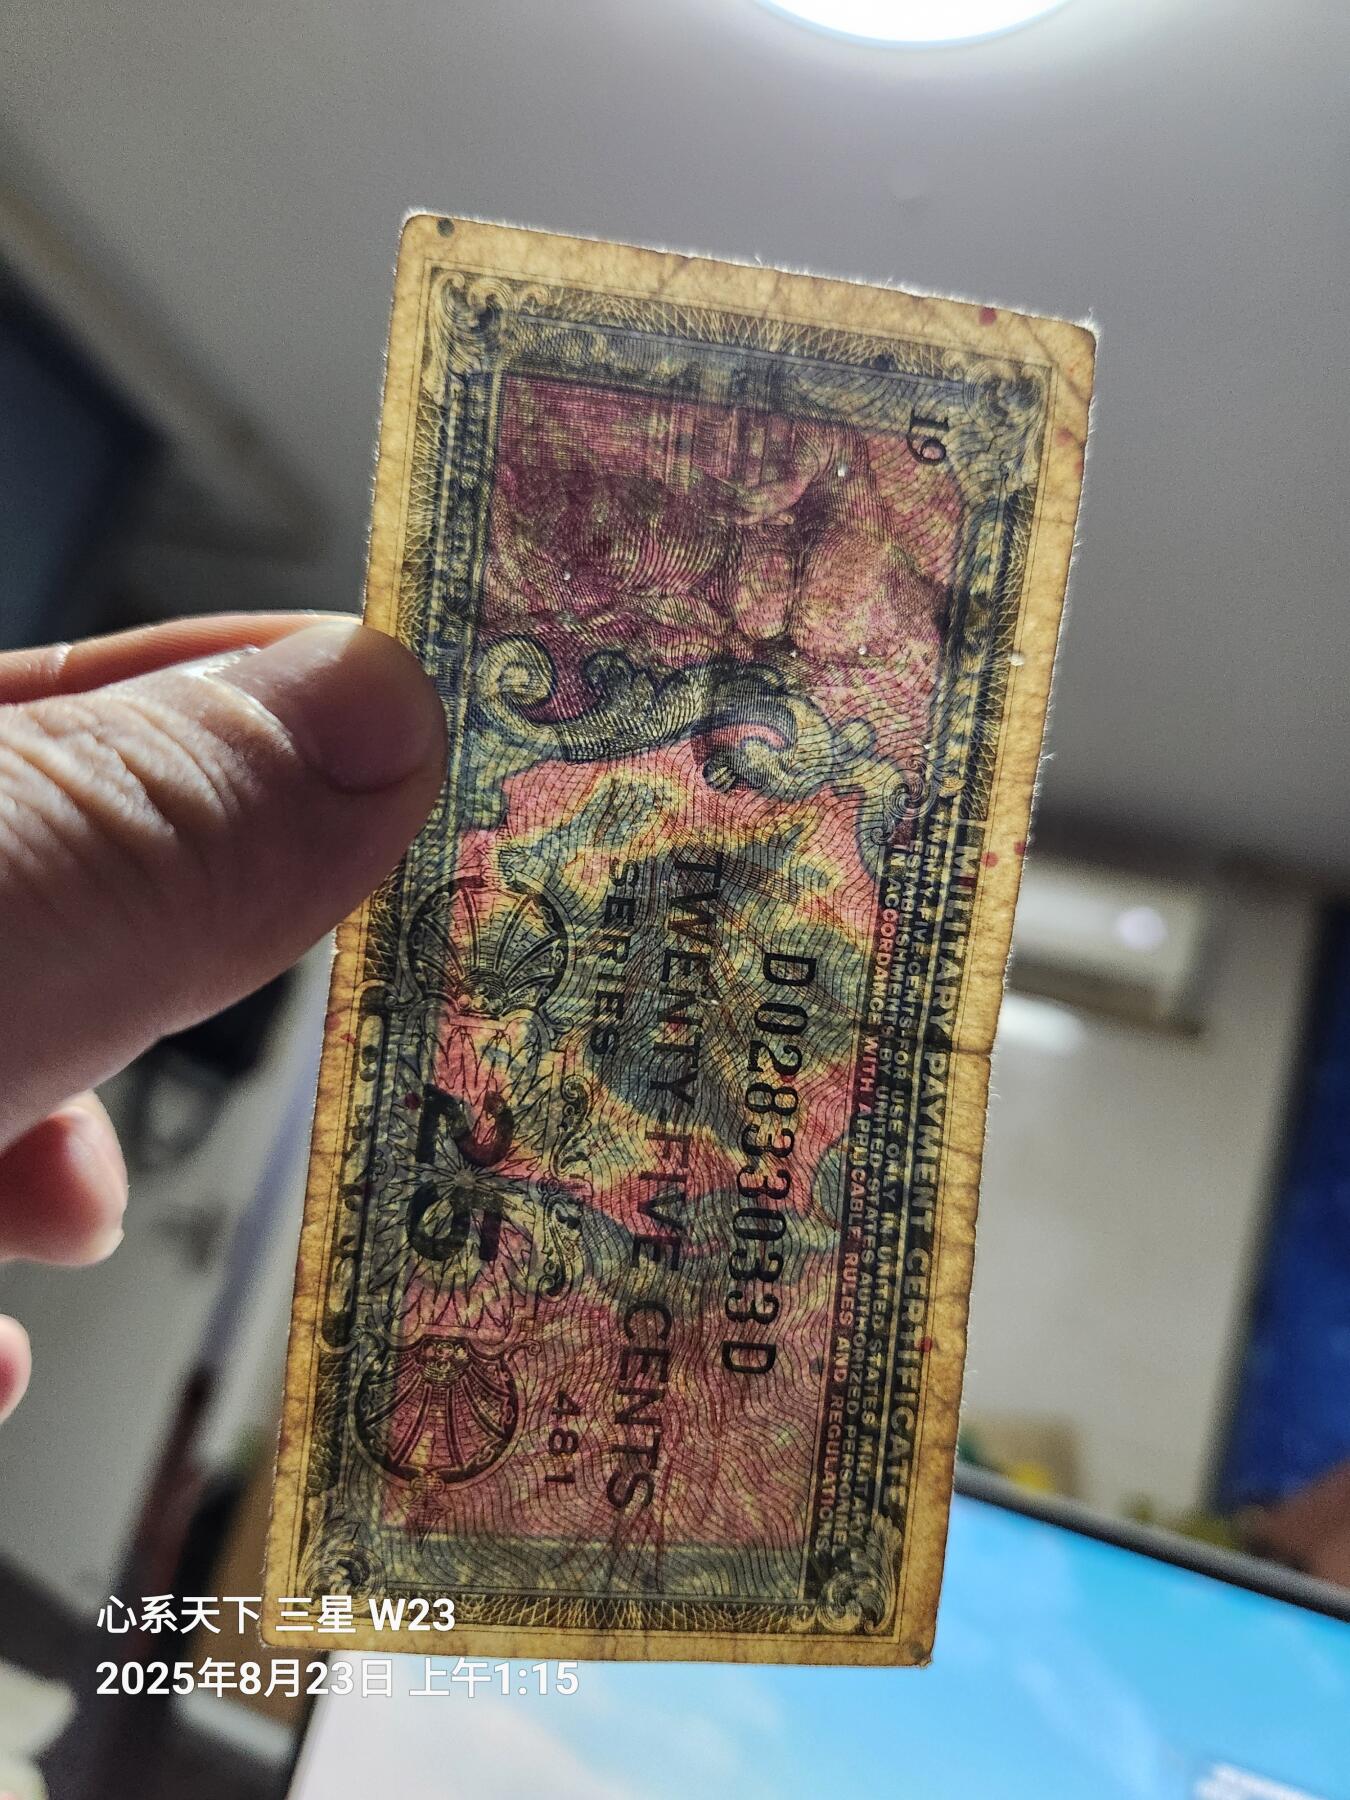 MILITARY PAYMENT CERTIFICATE
TWENTY-FIVE CENTS FOR USE ONLY IN UNITED STATES MILITARY
ESTABLISHMENTS BY UNITED STATES AUTHORIZED PERSONNEL
IN ACCORDANCE WITH APPLICABLE RULES AND REGULATIONS
19
D02833033D
TWENTY-FIVE CENTS
SERIES
481
25
心系天下 三星 W23
2025年8月23日 上午1:15